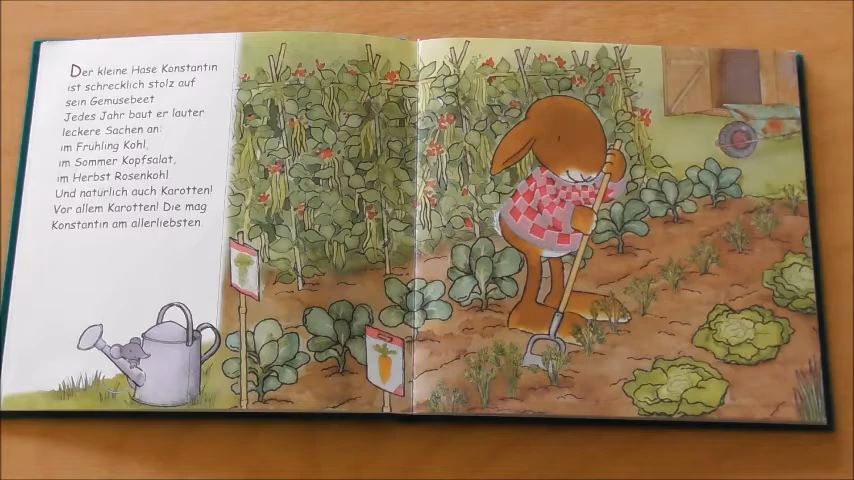 Der kleine Hase Konstantin
ist schrecklich stolz auf
sein Gemüsebeet
Jedes Jahr baut er lauter
leckere Sachen an:
im Frühling Kohl,
im Sommer Kopfsalat,
im Herbst Rosenkohl
Und natürlich auch Karotten!
Vor allem Karotten! Die mag
Konstantin am allerliebsten.